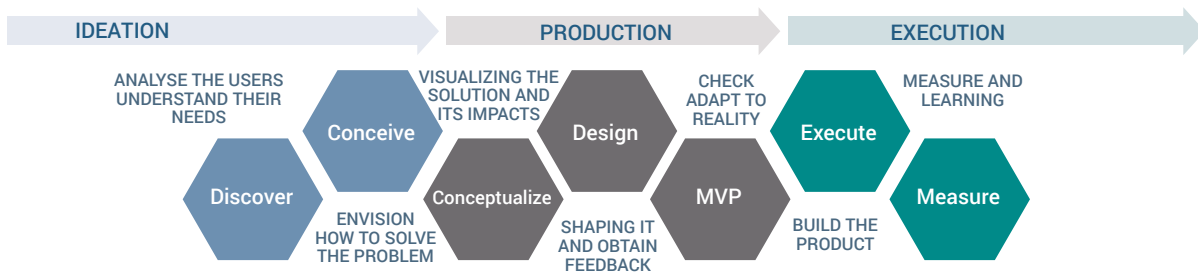 IDEATION
PRODUCTION
EXECUTION
ANALYSE THE USERS
UNDERSTAND THEIR
NEEDS
Discover
Conceive
ENVISION
HOW TO SOLVE
THE PROBLEM
VISUALIZING THE
SOLUTION AND
ITS IMPACTS
Conceptualize
Design
SHAPING IT
AND OBTAIN
FEEDBACK
CHECK
ADAPT TO
REALITY
MVP
Execute
BUILD THE
PRODUCT
MEASURE AND
LEARNING
Measure